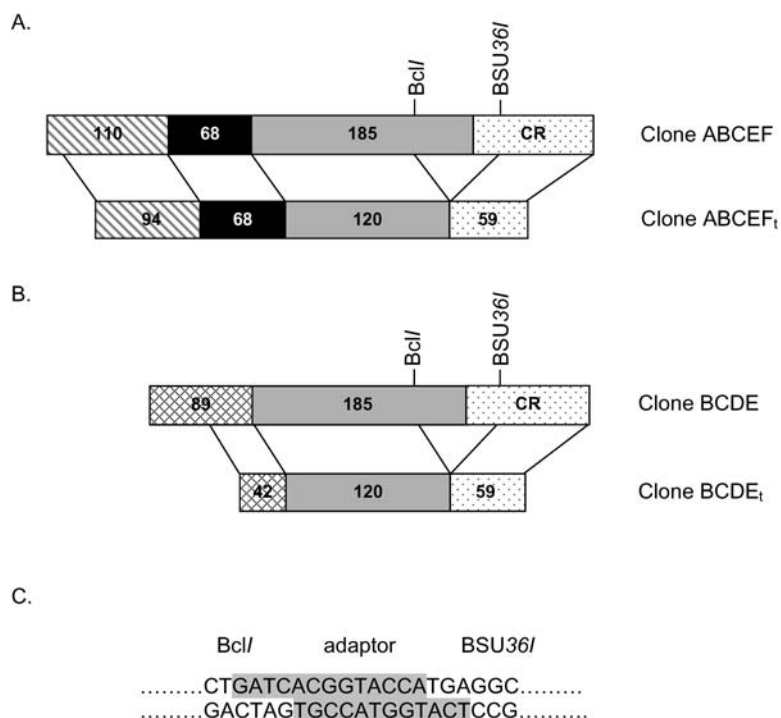 A.
BclI
BSU36I
110 68 185 CR Clone ABCEF
94 68 120 59 Clone ABCEFt
B.
BclI
BSU36I
89 185 CR Clone BCDE
42 120 59 Clone BCDEt
C.
BclI adaptor BSU36I
.........CTGATCACGGTACCATGAGGC.........
.........GACTAGTGCCATGGTACTCCG.........